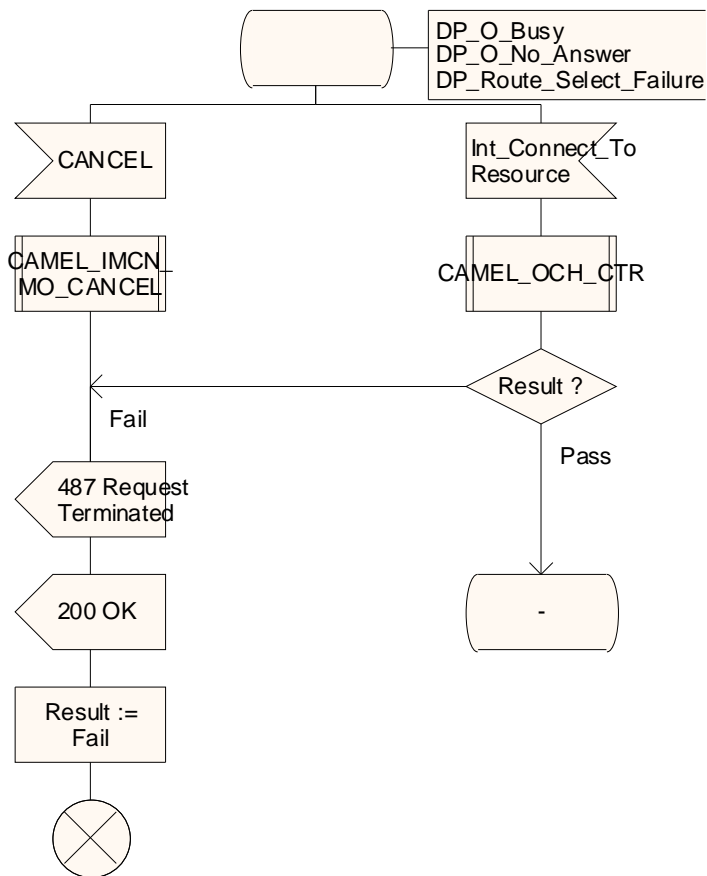 DP_O_Busy
DP_O_No_Answer
DP_Route_Select_Failure
CANCEL
Int_Connect_To
Resource
CAMEL_IMCN_
MO_CANCEL
CAMEL_OCH_CTR
Result ?
Fail
Pass
487 Request
Terminated
200 OK
-
Result :=
Fail